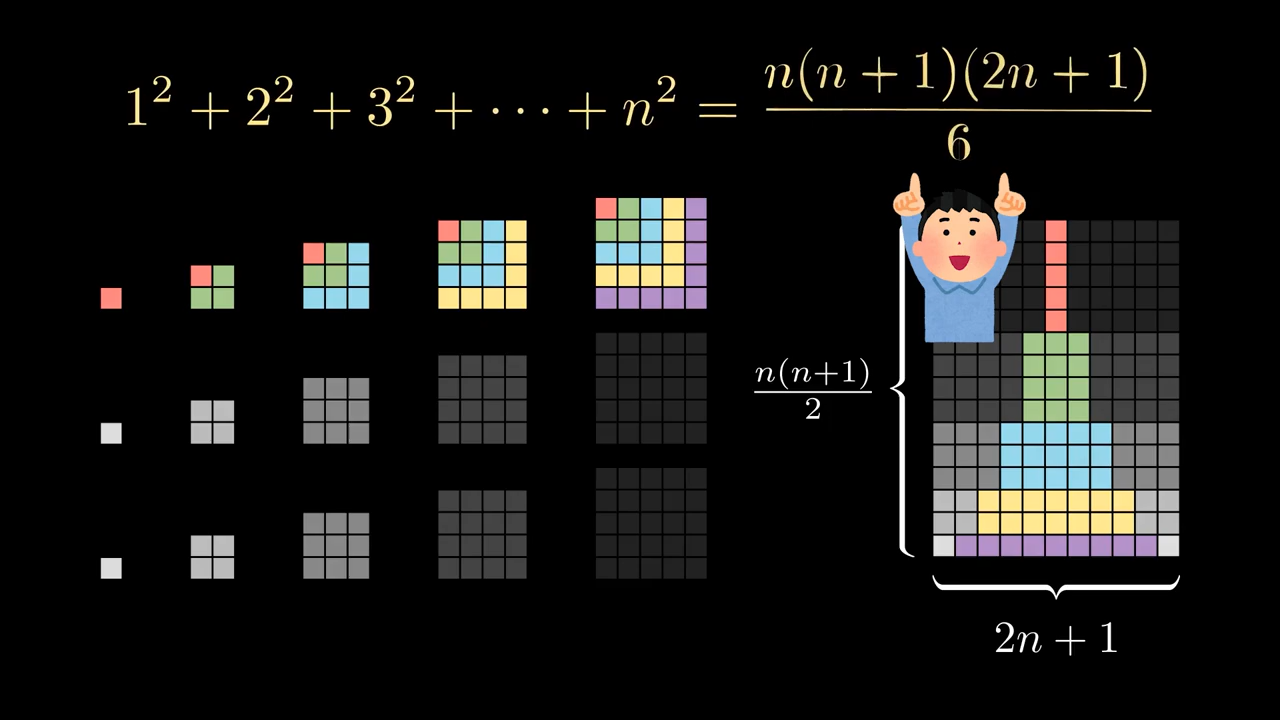 1² + 2² + 3² + ⋯ + n² = n(n + 1)(2n + 1) / 6
n(n+1) / 2
2n + 1